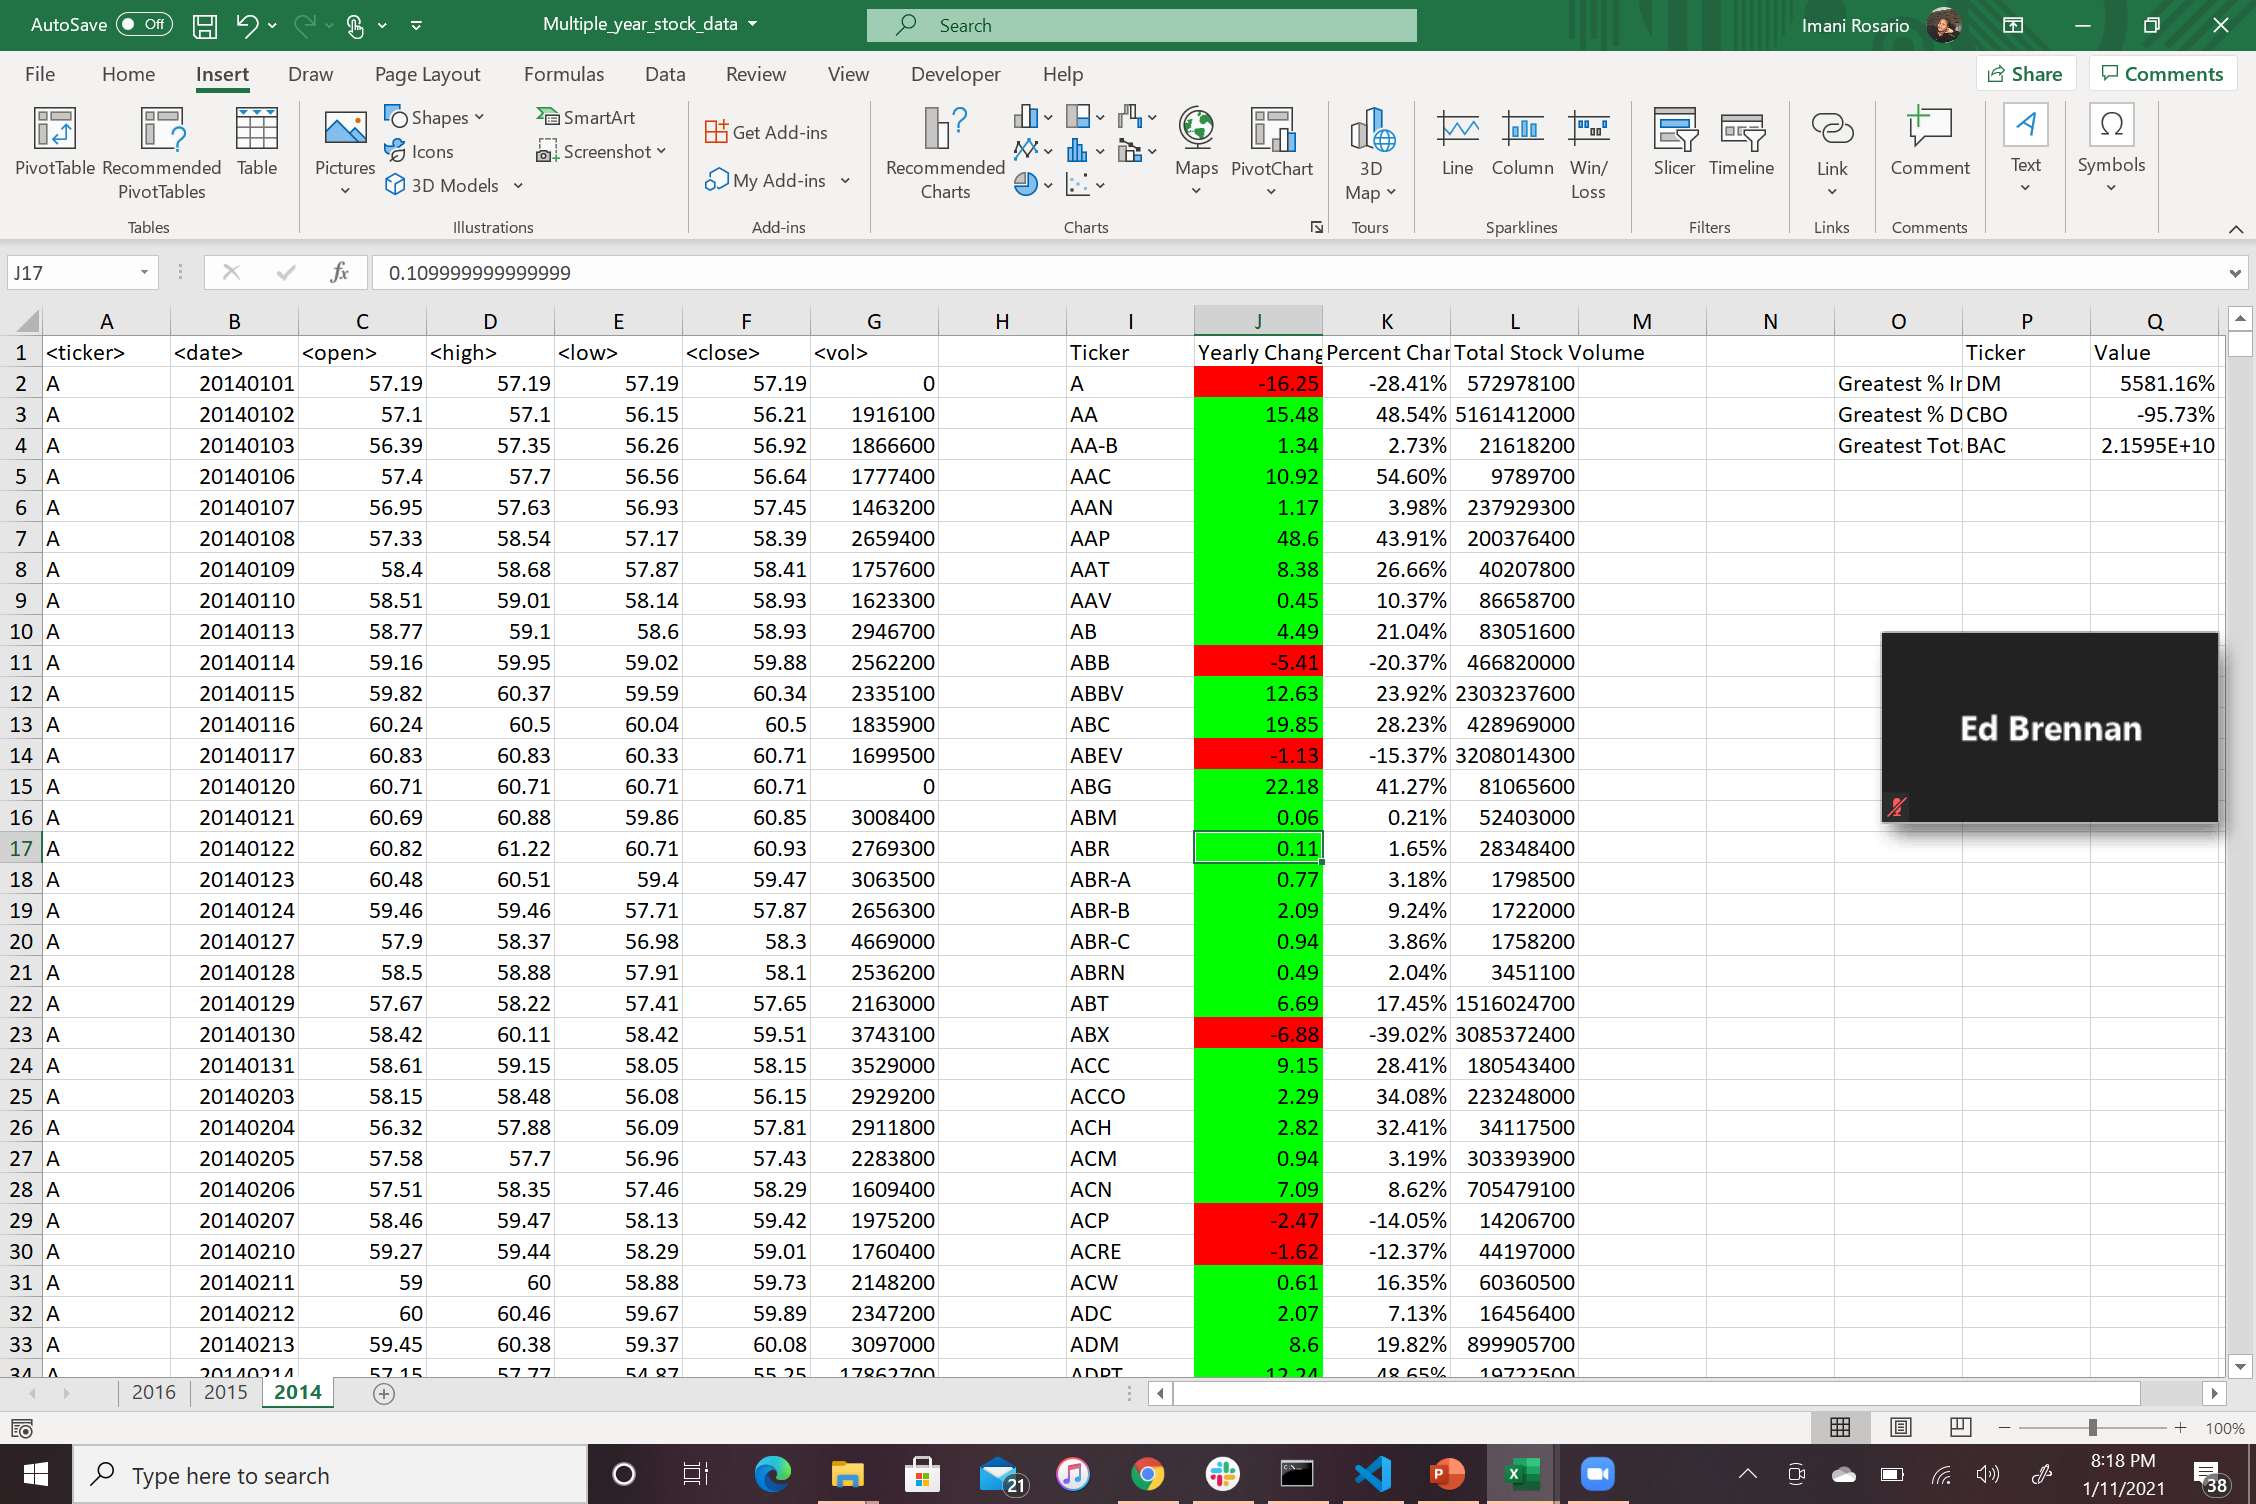 AutoSave Off Multiple_year_stock_data Search Imani Rosario
File Home Insert Draw Page Layout Formulas Data Review View Developer Help Share Comments
PivotTable Recommended PivotTables Table Pictures Shapes Icons 3D Models SmartArt Screenshot Get Add-ins My Add-ins Recommended Charts Maps PivotChart 3D Map Line Column Win/ Loss Slicer Timeline Link Comment Text Symbols
Tables Illustrations Add-ins Charts Tours Sparklines Filters Links Comments
J17 fx 0.109999999999999
A B C D E F G H I J K L M N O P Q
1 <ticker> <date> <open> <high> <low> <close> <vol> Ticker Yearly Chang Percent Char Total Stock Volume Ticker Value
2 A 20140101 57.19 57.19 57.19 57.19 0 A -16.25 -28.41% 572978100 Greatest % Ir DM 5581.16%
3 A 20140102 57.1 57.1 56.15 56.21 1916100 AA 15.48 48.54% 5161412000 Greatest % D CBO -95.73%
4 A 20140103 56.39 57.35 56.26 56.92 1866600 AA-B 1.34 2.73% 21618200 Greatest Tot BAC 2.1595E+10
5 A 20140106 57.4 57.7 56.56 56.64 1777400 AAC 10.92 54.60% 9789700
6 A 20140107 56.95 57.63 56.93 57.45 1463200 AAN 1.17 3.98% 237929300
7 A 20140108 57.33 58.54 57.17 58.39 2659400 AAP 48.6 43.91% 200376400
8 A 20140109 58.4 58.68 57.87 58.41 1757600 AAT 8.38 26.66% 40207800
9 A 20140110 58.51 59.01 58.14 58.93 1623300 AAV 0.45 10.37% 86658700
10 A 20140113 58.77 59.1 58.6 58.93 2946700 AB 4.49 21.04% 83051600
11 A 20140114 59.16 59.95 59.02 59.88 2562200 ABB -5.41 -20.37% 466820000
12 A 20140115 59.82 60.37 59.59 60.34 2335100 ABBV 12.63 23.92% 2303237600
13 A 20140116 60.24 60.5 60.04 60.5 1835900 ABC 19.85 28.23% 428969000
Ed Brennan
14 A 20140117 60.83 60.83 60.33 60.71 1699500 ABEV -1.13 -15.37% 3208014300
15 A 20140120 60.71 60.71 60.71 60.71 0 ABG 22.18 41.27% 81065600
16 A 20140121 60.69 60.88 59.86 60.85 3008400 ABM 0.06 0.21% 52403000
17 A 20140122 60.82 61.22 60.71 60.93 2769300 ABR 0.11 1.65% 28348400
18 A 20140123 60.48 60.51 59.4 59.47 3063500 ABR-A 0.77 3.18% 1798500
19 A 20140124 59.46 59.46 57.71 57.87 2656300 ABR-B 2.09 9.24% 1722000
20 A 20140127 57.9 58.37 56.98 58.3 4669000 ABR-C 0.94 3.86% 1758200
21 A 20140128 58.5 58.88 57.91 58.1 2536200 ABRN 0.49 2.04% 3451100
22 A 20140129 57.67 58.22 57.41 57.65 2163000 ABT 6.69 17.45% 1516024700
23 A 20140130 58.42 60.11 58.42 59.51 3743100 ABX -6.88 -39.02% 3085372400
24 A 20140131 58.61 59.15 58.05 58.15 3529000 ACC 9.15 28.41% 180543400
25 A 20140203 58.15 58.48 56.08 56.15 2929200 ACCO 2.29 34.08% 223248000
26 A 20140204 56.32 57.88 56.09 57.81 2911800 ACH 2.82 32.41% 34117500
27 A 20140205 57.58 57.7 56.96 57.43 2283800 ACM 0.94 3.19% 303393900
28 A 20140206 57.51 58.35 57.46 58.29 1609400 ACN 7.09 8.62% 705479100
29 A 20140207 58.46 59.47 58.13 59.42 1975200 ACP -2.47 -14.05% 14206700
30 A 20140210 59.27 59.44 58.29 59.01 1760400 ACRE -1.62 -12.37% 44197000
31 A 20140211 59 60 58.88 59.73 2148200 ACW 0.61 16.35% 60360500
32 A 20140212 60 60.46 59.67 59.89 2347200 ADC 2.07 7.13% 16456400
33 A 20140213 59.45 60.38 59.37 60.08 3097000 ADM 8.6 19.82% 899905700
34 A 20140214 57.15 57.77 54.87 55.25 17862700 ADPT 12.24 48.65% 19722500
2016 2015 2014
100%
Type here to search 21 8:18 PM
1/11/2021 38